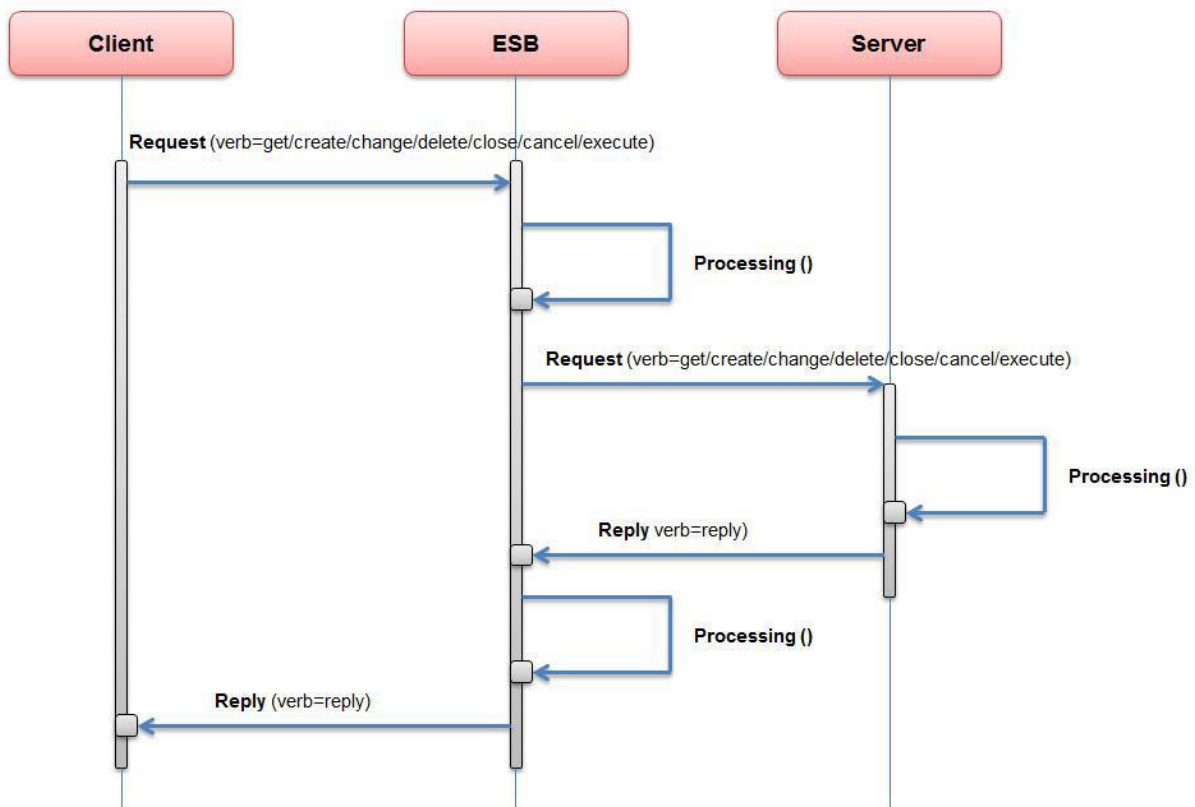 Client
ESB
Server
Request (verb=get/create/change/delete/close/cancel/execute)
Processing ()
Request (verb=get/create/change/delete/close/cancel/execute)
Processing ()
Reply verb=reply)
Processing ()
Reply (verb=reply)